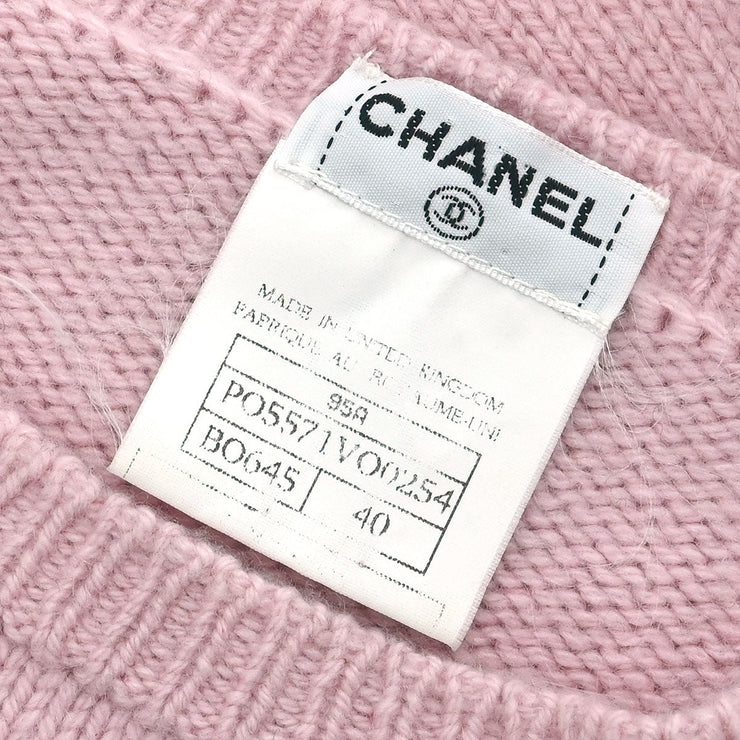 CHANEL
MADE IN UNITED KINGDOM
FABRIQUE AU ROYAUME-UNI
95A
P05571V00254
B0645 40